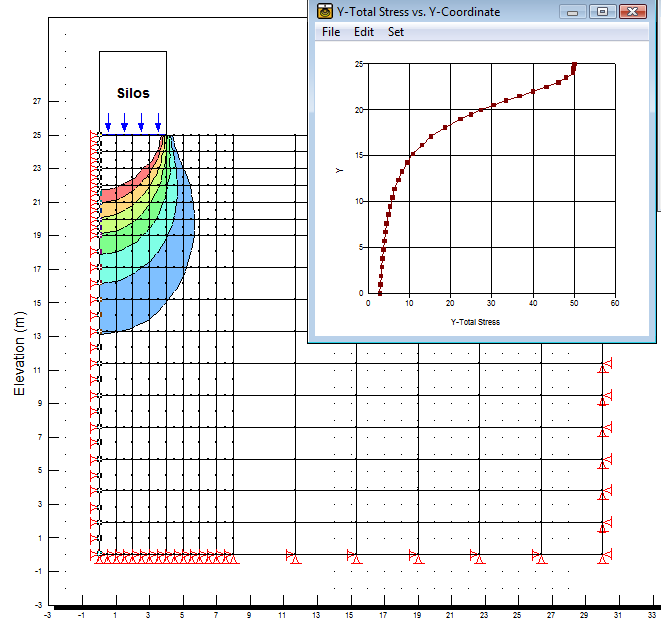 Y-Total Stress vs. Y-Coordinate
File Edit Set
25
20
15
10
5
0
Y
0 10 20 30 40 50 60
Y-Total Stress
Silos
Elevation (m)
27
25
23
21
19
17
15
13
11
9
7
5
3
1
-1
-3
-3 -1 1 3 5 7 9 11 13 15 17 19 21 23 25 27 29 31 33